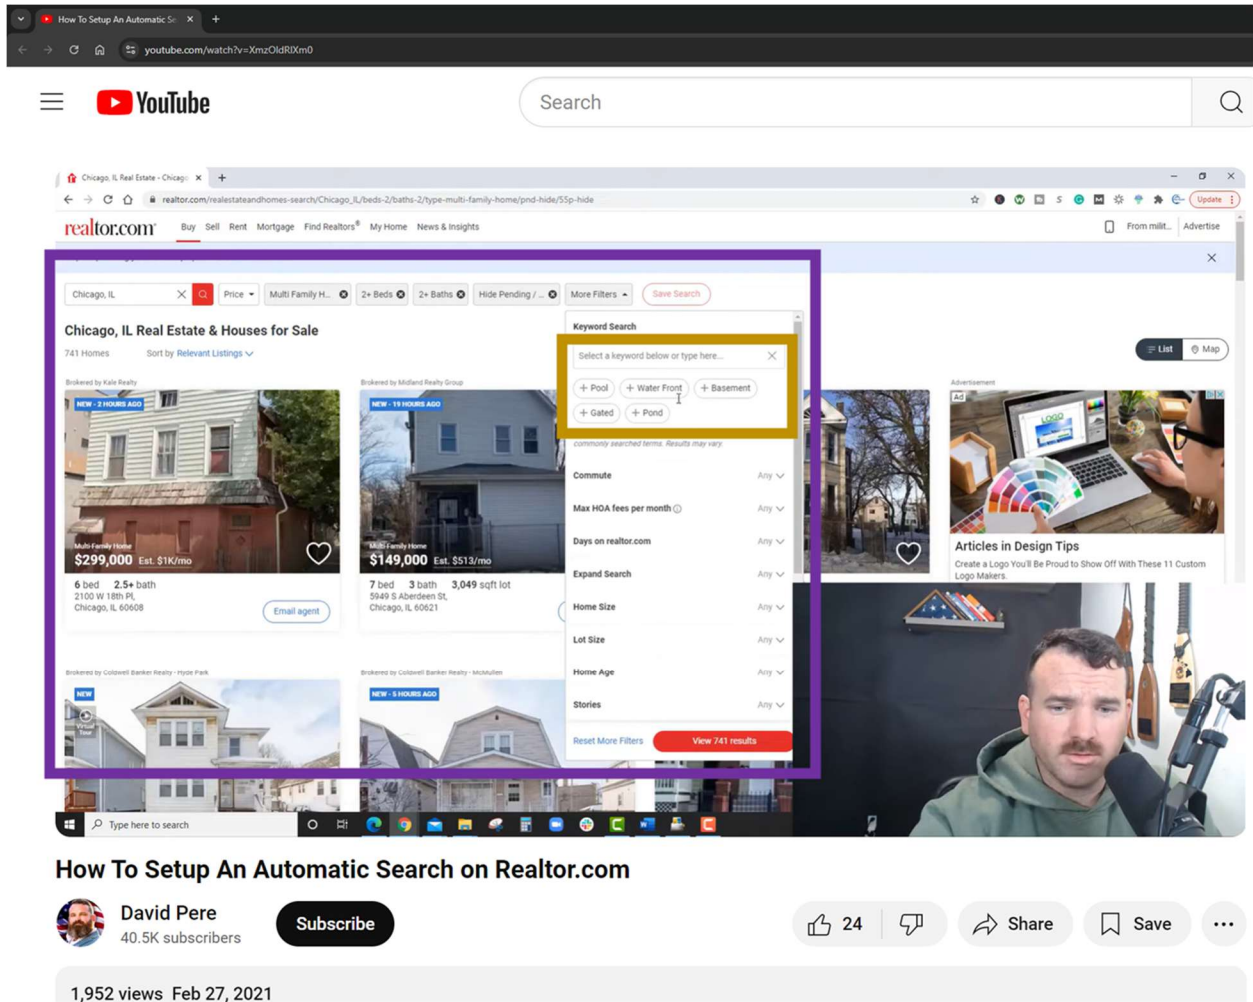 How To Setup An Automatic Se
youtube.com/watch?v=XmzOldRlXm0
YouTube
Search
Chicago, IL Real Estate - Chicago
realtor.com/realestateandhomes-search/Chicago_IL/beds-2/baths-2/type-multi-family-home/pnd-hide/55p-hide
Update
realtor.com® Buy Sell Rent Mortgage Find Realtors® My Home News & Insights From milit... Advertise
Chicago, IL Price Multi Family H... 2+ Beds 2+ Baths Hide Pending / ... More Filters Save Search
Chicago, IL Real Estate & Houses for Sale
741 Homes Sort by Relevant Listings
List Map
Keyword Search
Select a keyword below or type here...
+ Pool + Water Front + Basement
+ Gated + Pond
commonly searched terms. Results may vary.
Commute Any
Max HOA fees per month Any
Days on realtor.com Any
Expand Search Any
Home Size Any
Lot Size Any
Home Age Any
Stories Any
Reset More Filters View 741 results
Brokered by Kale Realty
NEW - 2 HOURS AGO
Multi-Family Home
$299,000 Est. $1K/mo
6 bed 2.5+ bath
2100 W 18th Pl,
Chicago, IL 60608
Email agent
Brokered by Midland Realty Group
NEW - 19 HOURS AGO
Multi-Family Home
$149,000 Est. $513/mo
7 bed 3 bath 3,049 sqft lot
5949 S Aberdeen St,
Chicago, IL 60621
Advertisement
Ad
LOGO
Articles in Design Tips
Create a Logo You'll Be Proud to Show Off With These 11 Custom
Logo Makers.
Brokered by Coldwell Banker Realty - Hyde Park
NEW
Virtual
Tour
Brokered by Coldwell Banker Realty - McMullen
NEW - 5 HOURS AGO
Type here to search
How To Setup An Automatic Search on Realtor.com
David Pere
40.5K subscribers
Subscribe
24
Share
Save
1,952 views Feb 27, 2021